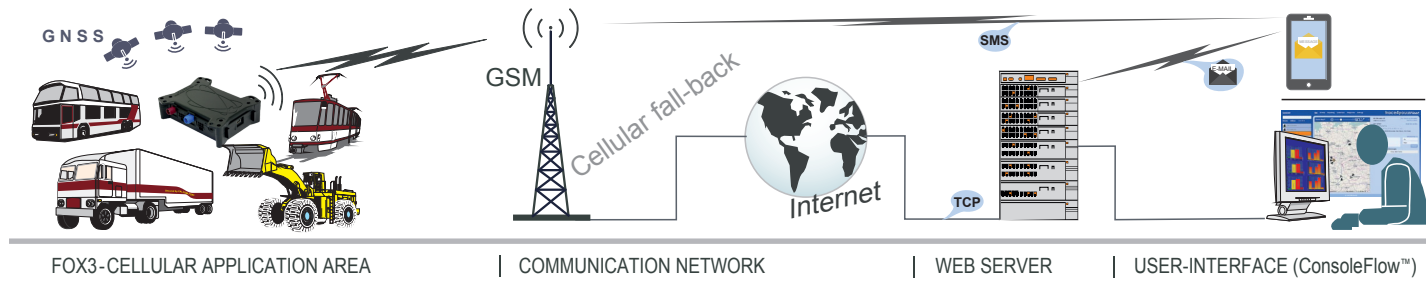 GNSS
GSM
Cellular fall-back
Internet
TCP
SMS
MESSAGE
E-MAIL
FOX3-CELLULAR APPLICATION AREA
COMMUNICATION NETWORK
WEB SERVER
USER-INTERFACE (ConsoleFlow™)